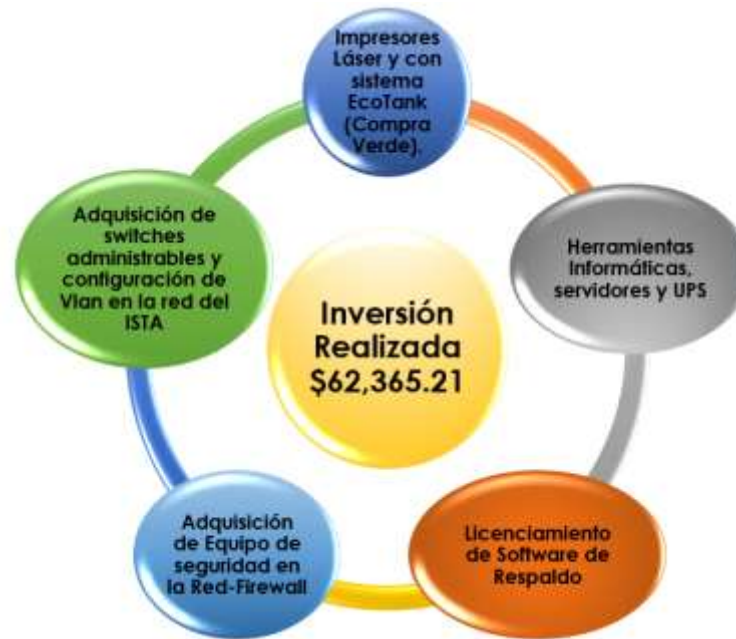 Impresores
Láser y con
sistema
EcoTank
(Compra
Verde).
Herramientas
Informáticas,
servidores y UPS
Licenciamiento
de Software de
Respaldo
Adquisición
de Equipo de
seguridad en
la Red-Firewall
Adquisición de
switches
administrables y
configuración de
Vlan en la red del
ISTA
Inversión
Realizada
$62,365.21